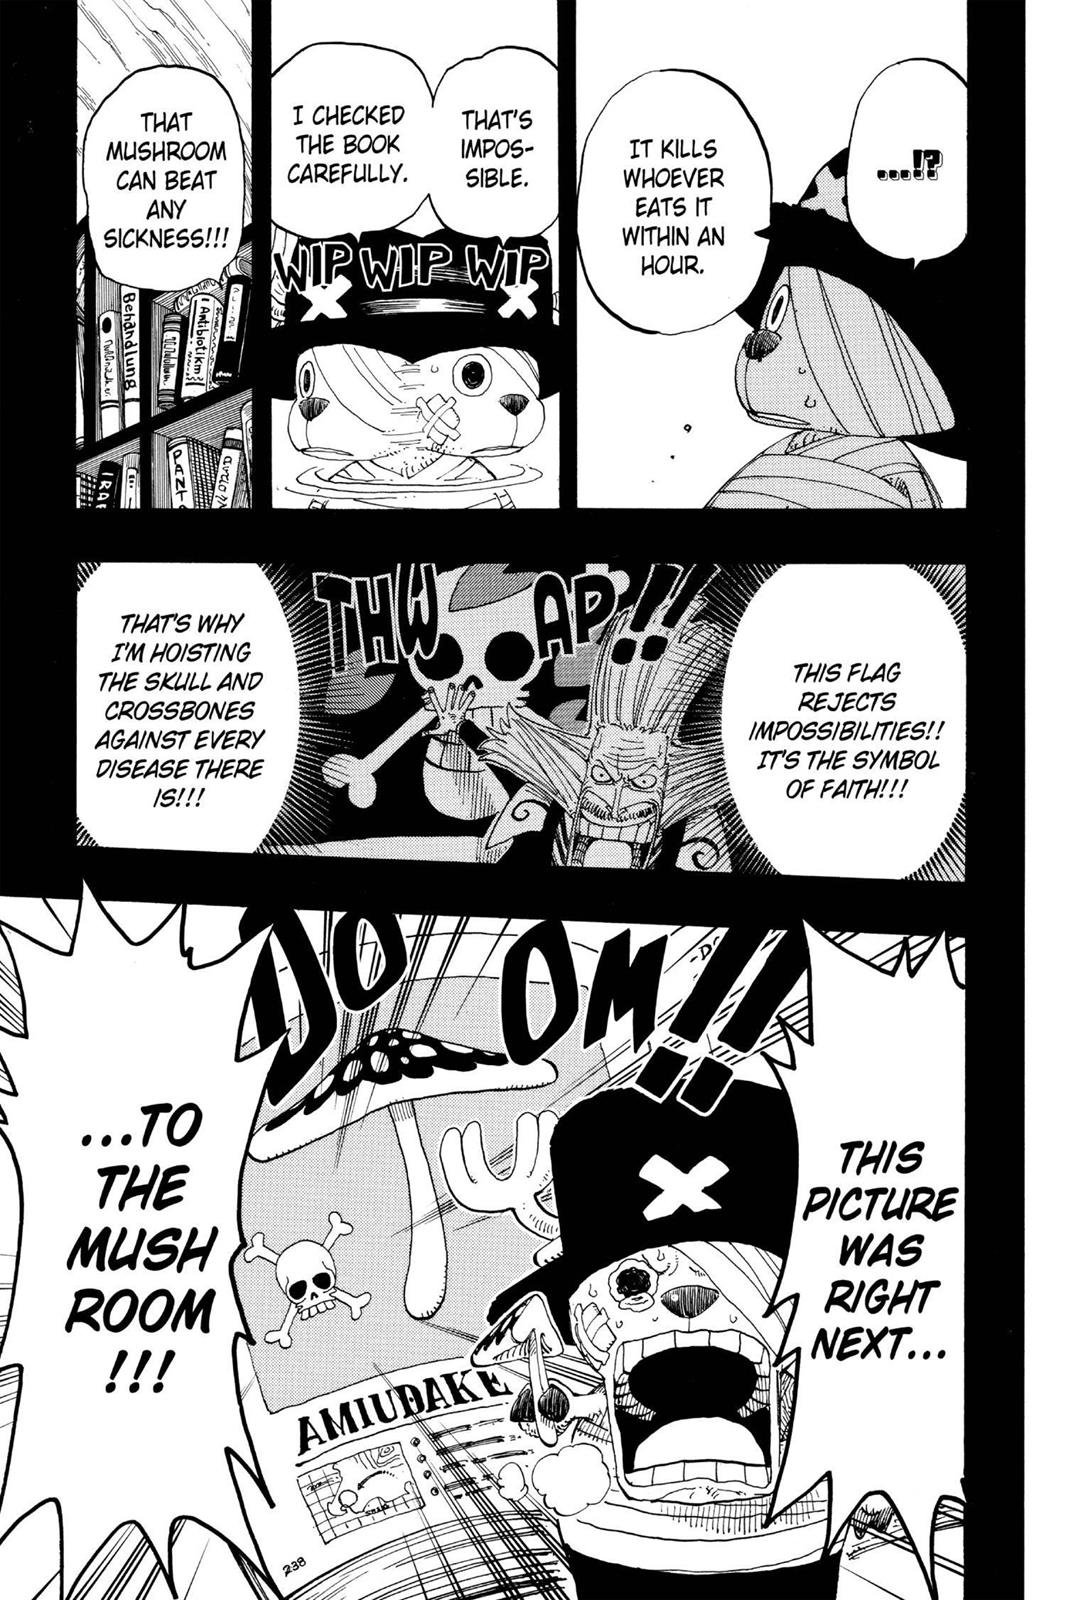 ....!?
IT KILLS
WHOEVER
EATS IT
WITHIN AN
HOUR.
THAT'S
IMPOS-
SIBLE.
I CHECKED
THE BOOK
CAREFULLY.
WIP WIP WIP
THAT
MUSHROOM
CAN BEAT
ANY
SICKNESS!!!
Behandlung
Antibiotikm
PANT
THIS FLAG
REJECTS
IMPOSSIBILITIES!!
IT'S THE SYMBOL
OF FAITH!!!
THWAP!!
THAT'S WHY
I'M HOISTING
THE SKULL AND
CROSSBONES
AGAINST EVERY
DISEASE THERE
IS!!!
DOOOM!!
THIS
PICTURE
WAS
RIGHT
NEXT...
...TO
THE
MUSH
ROOM
!!!
AMIUDAKE
238